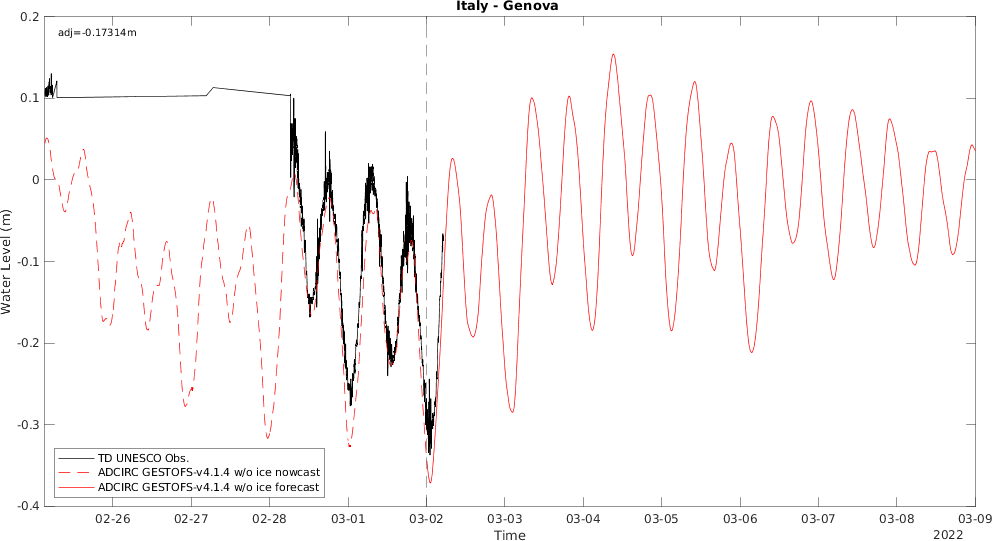 Italy - Genova
adj=-0.17314m
Water Level (m)
0.2
0.1
0
-0.1
-0.2
-0.3
-0.4
TD UNESCO Obs.
ADCIRC GESTOFS-v4.1.4 w/o ice nowcast
ADCIRC GESTOFS-v4.1.4 w/o ice forecast
02-26 02-27 02-28 03-01 03-02 03-03 03-04 03-05 03-06 03-07 03-08 03-09
Time
2022